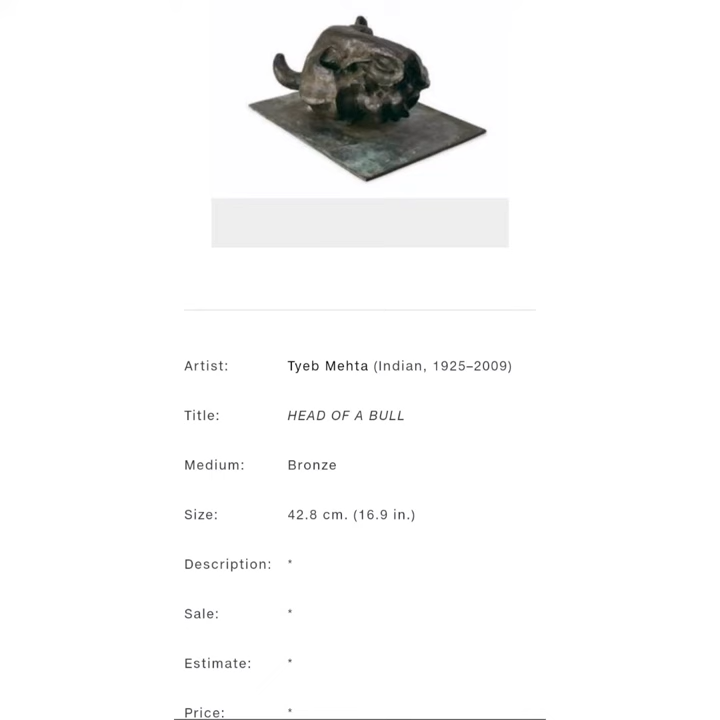 Artist: Tyeb Mehta (Indian, 1925–2009)
Title: HEAD OF A BULL
Medium: Bronze
Size: 42.8 cm. (16.9 in.)
Description: *
Sale: *
Estimate: *
Price: *